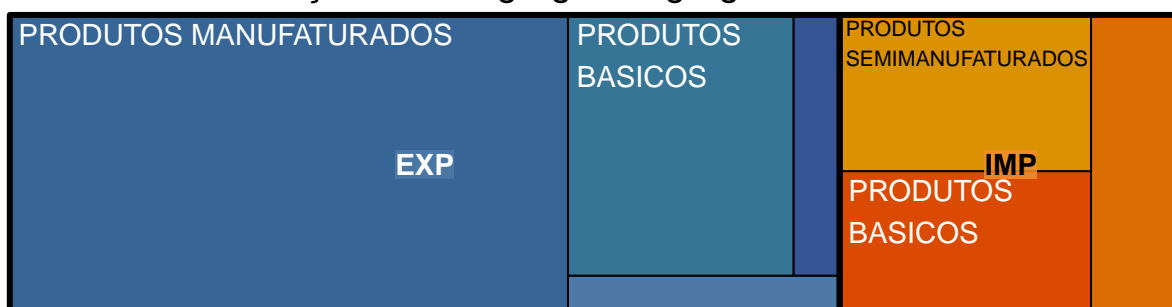 PRODUTOS MANUFATURADOS
PRODUTOS
BASICOS
EXP
PRODUTOS
SEMIMANUFATURADOS
IMP
PRODUTOS
BASICOS